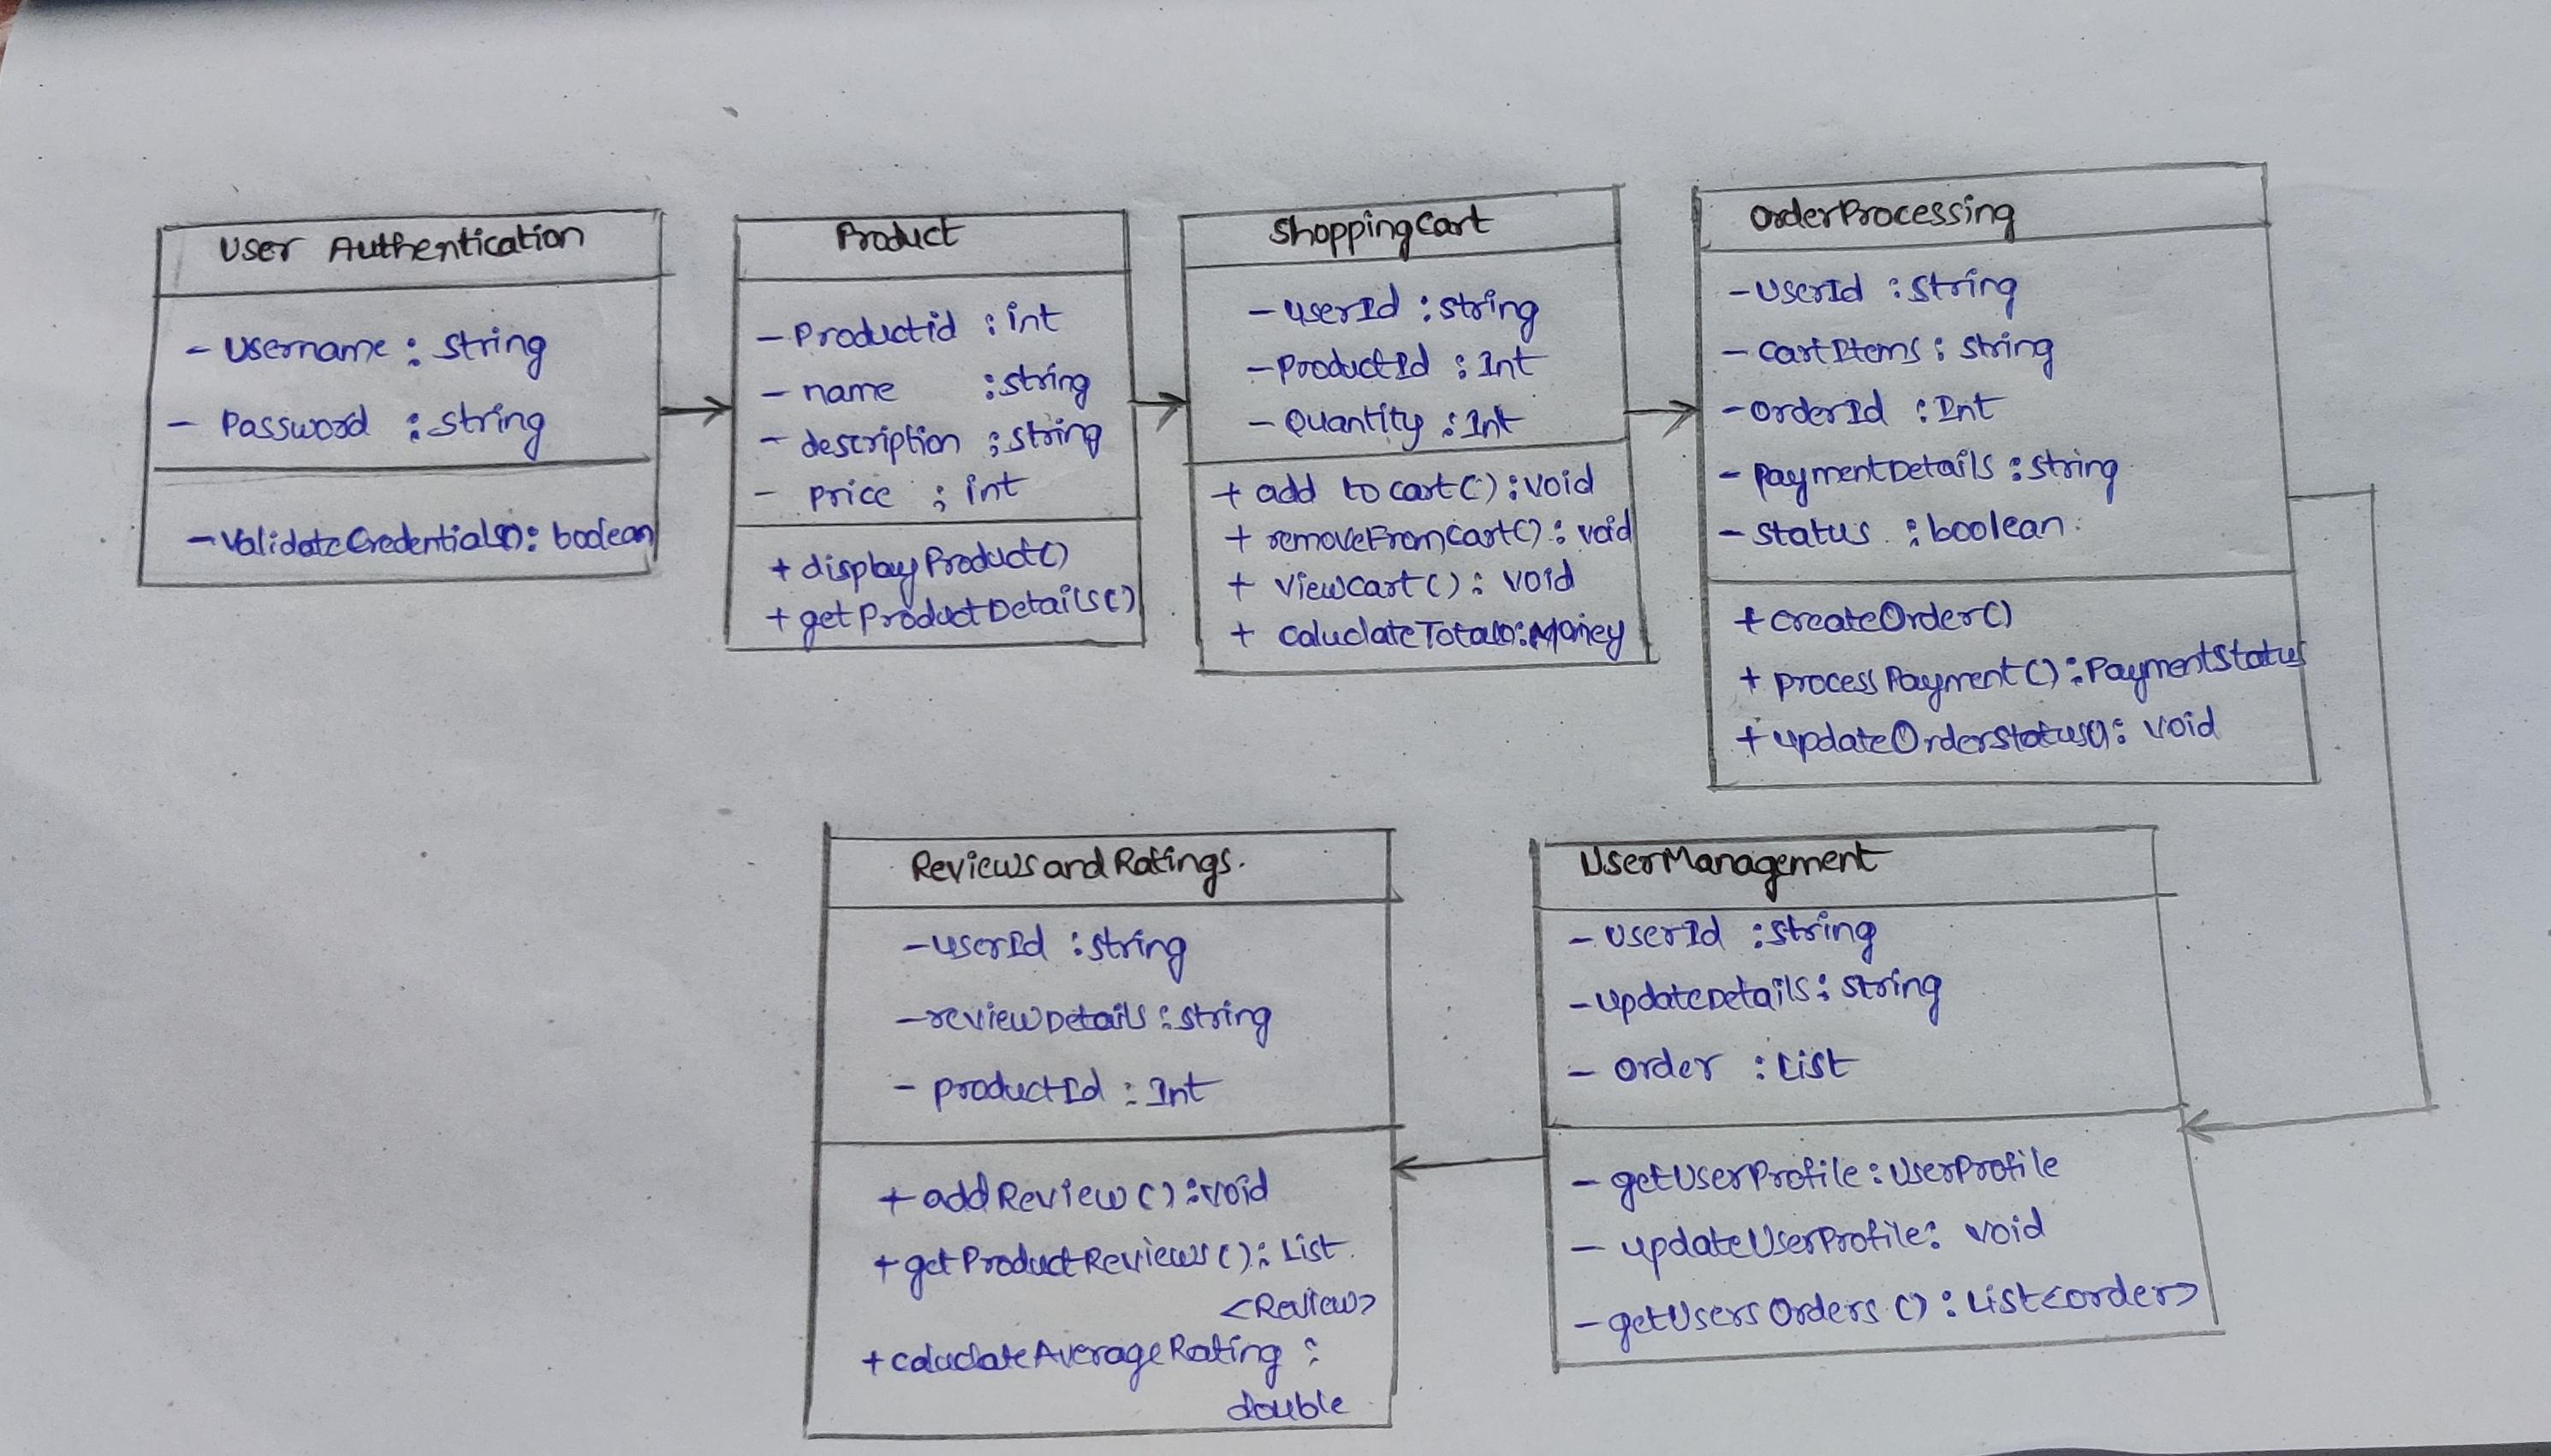 User Authentication
- Username : string
- Password : string
- ValidateCredentials() : boolean
Product
- Productid : int
- name : string
- description : string
- price : int
+ displayProduct()
+ getProductDetails()
ShoppingCart
- userId : string
- ProductId : Int
- Quantity : Int
+ add to cart() : void
+ removeFromCart() : void
+ viewcart() : void
+ caluclateTotal() : Money
OrderProcessing
- UserId : String
- CartItems : String
- OrderId : Int
- PaymentDetails : String
- Status : boolean
+ createOrder()
+ processPayment() : PaymentStatus
+ updateOrderStatus() : void
ReviewsandRatings.
- userId : string
- reviewDetails : string
- productId : Int
+ addReview() : void
+ getProductReviews() : List
<Review>
+ caluclateAverageRating :
double
UserManagement
- UserId : String
- UpdateDetails : String
- Order : List
- getUserProfile : UserProfile
- updateUserProfile : void
- getUsersOrders() : List<order>